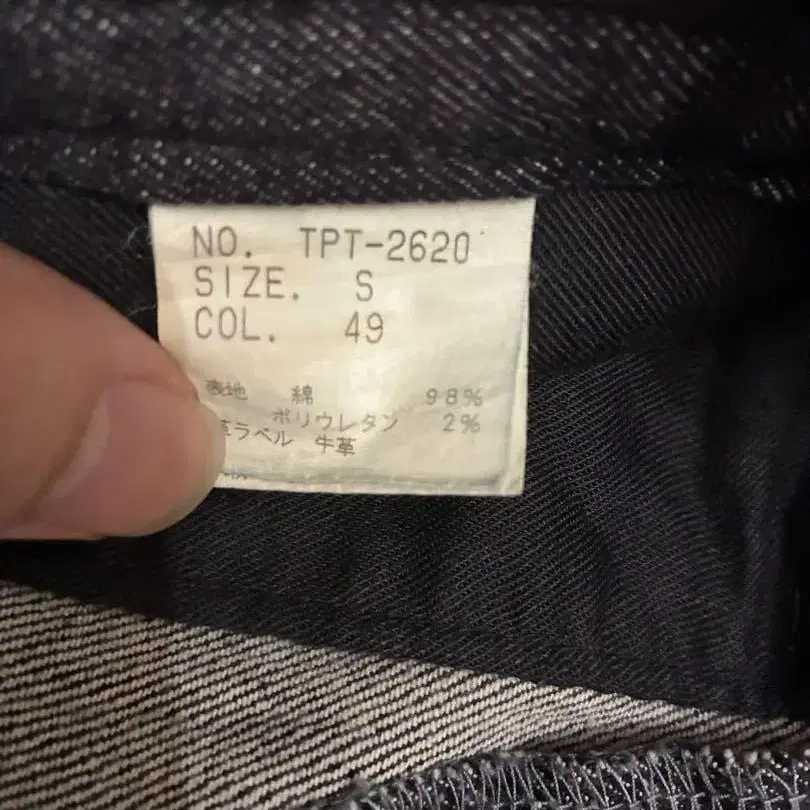 NO. TPT-2620
SIZE. S
COL. 49
表地 綿 98%
ポリウレタン 2%
革ラベル 牛革